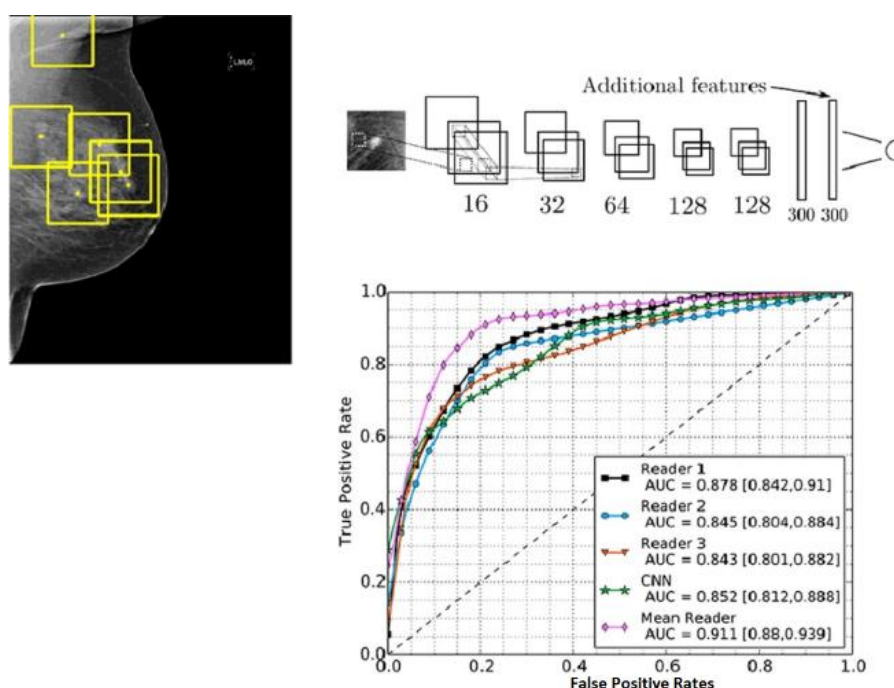 LMLO
Additional features
16
32
64
128
128
300
300
True Positive Rate
1.0
0.8
0.6
0.4
0.2
0.0
Reader 1
AUC = 0.878 [0.842,0.91]
Reader 2
AUC = 0.845 [0.804,0.884]
Reader 3
AUC = 0.843 [0.801,0.882]
CNN
AUC = 0.852 [0.812,0.888]
Mean Reader
AUC = 0.911 [0.88,0.939]
0.0
0.2
0.4
0.6
0.8
1.0
False Positive Rates